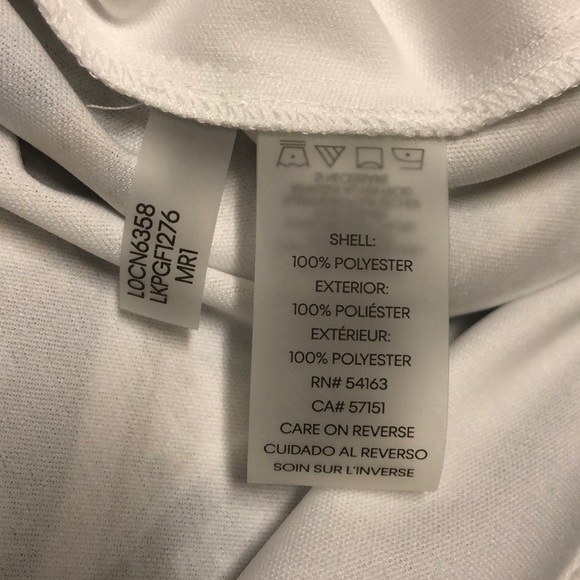 L0CN6358
LKPGF1276
MR1
SHELL:
100% POLYESTER
EXTERIOR:
100% POLIÉSTER
EXTÉRIEUR:
100% POLYESTER
RN# 54163
CA# 57151
CARE ON REVERSE
CUIDADO AL REVERSO
SOIN SUR L'INVERSE